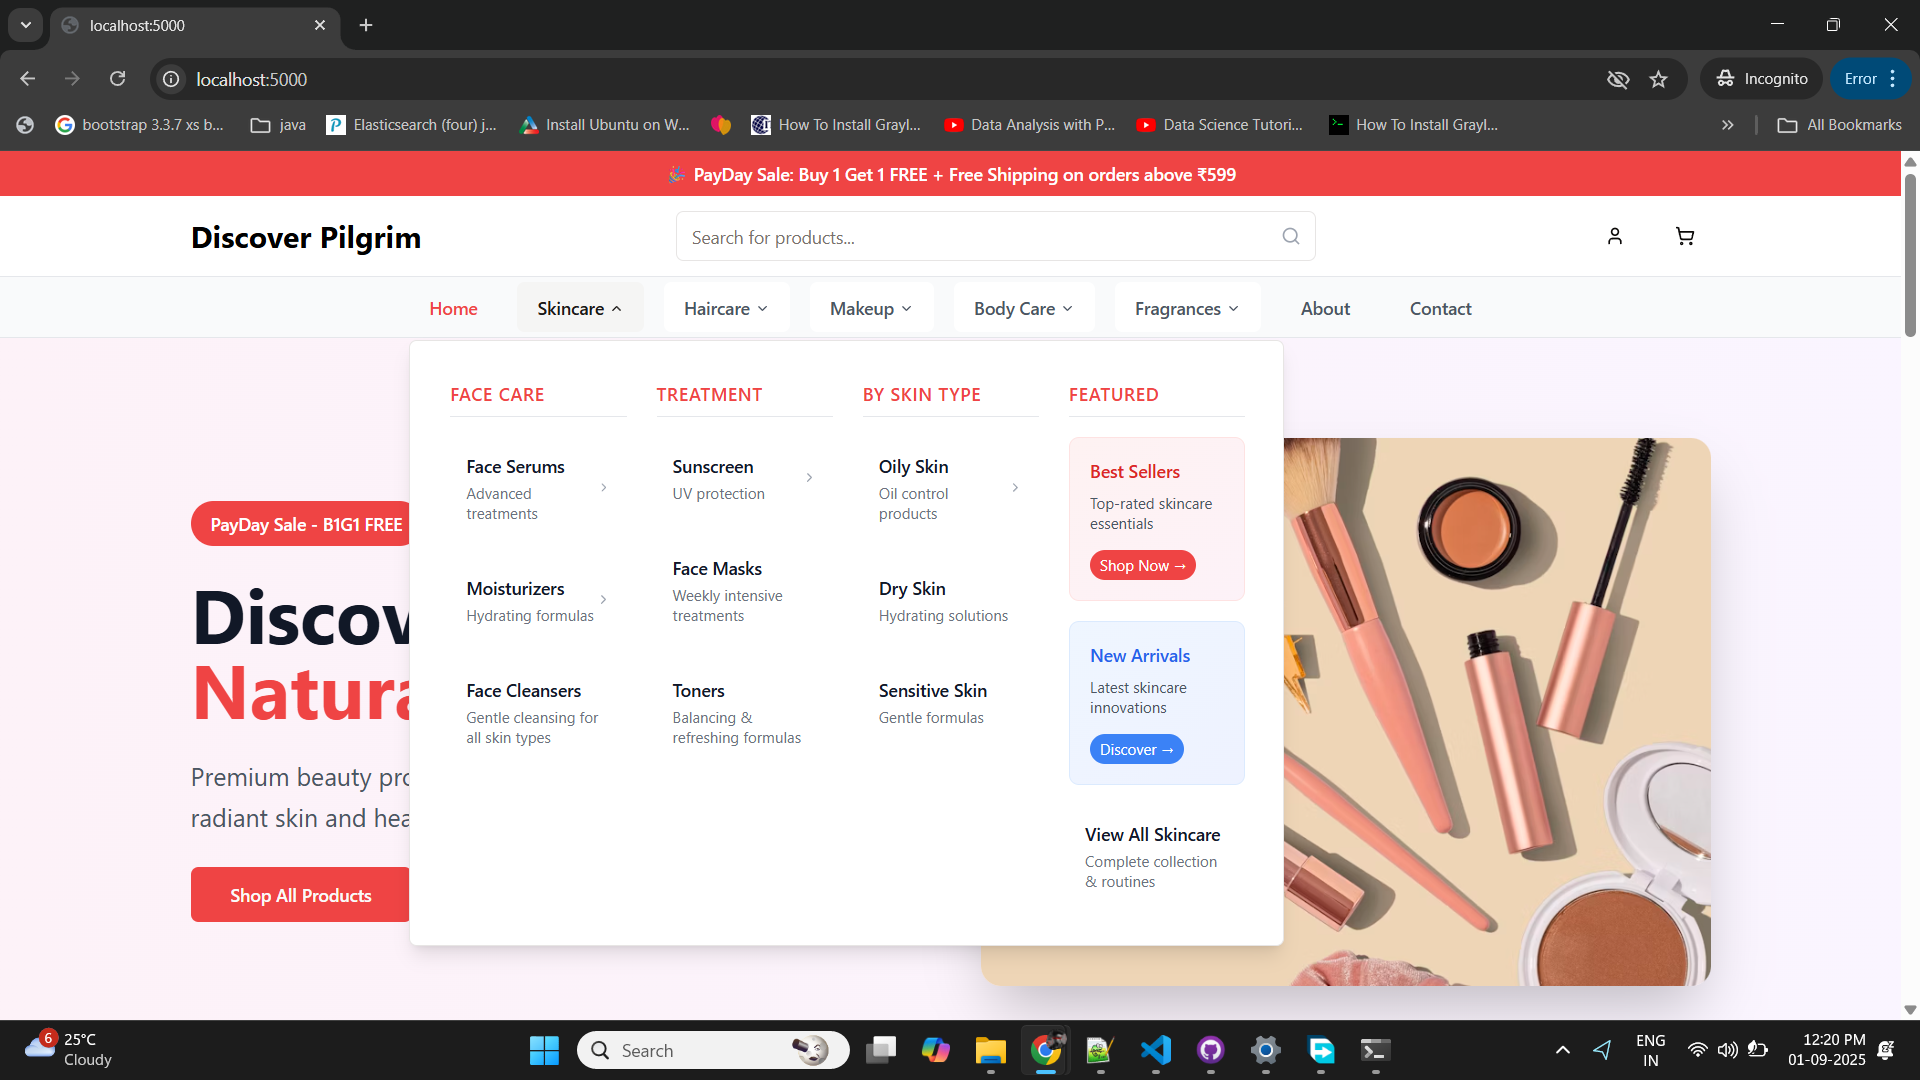 localhost:5000
localhost:5000
Incognito
Error
bootstrap 3.3.7 xs b...
java
Elasticsearch (four) j...
Install Ubuntu on W...
How To Install Grayl...
Data Analysis with P...
Data Science Tutori...
How To Install Grayl...
All Bookmarks
🎉 PayDay Sale: Buy 1 Get 1 FREE + Free Shipping on orders above ₹599
Discover Pilgrim
Search for products...
Home
Skincare
Haircare
Makeup
Body Care
Fragrances
About
Contact
FACE CARE
Face Serums
Advanced
treatments
Moisturizers
Hydrating formulas
Face Cleansers
Gentle cleansing for
all skin types
TREATMENT
Sunscreen
UV protection
Face Masks
Weekly intensive
treatments
Toners
Balancing &
refreshing formulas
BY SKIN TYPE
Oily Skin
Oil control
products
Dry Skin
Hydrating solutions
Sensitive Skin
Gentle formulas
FEATURED
Best Sellers
Top-rated skincare
essentials
Shop Now →
New Arrivals
Latest skincare
innovations
Discover →
View All Skincare
Complete collection
& routines
PayDay Sale - B1G1 FREE
Discov
Natura
Premium beauty pro
radiant skin and hea
Shop All Products
6
25°C
Cloudy
Search
ENG
IN
12:20 PM
01-09-2025